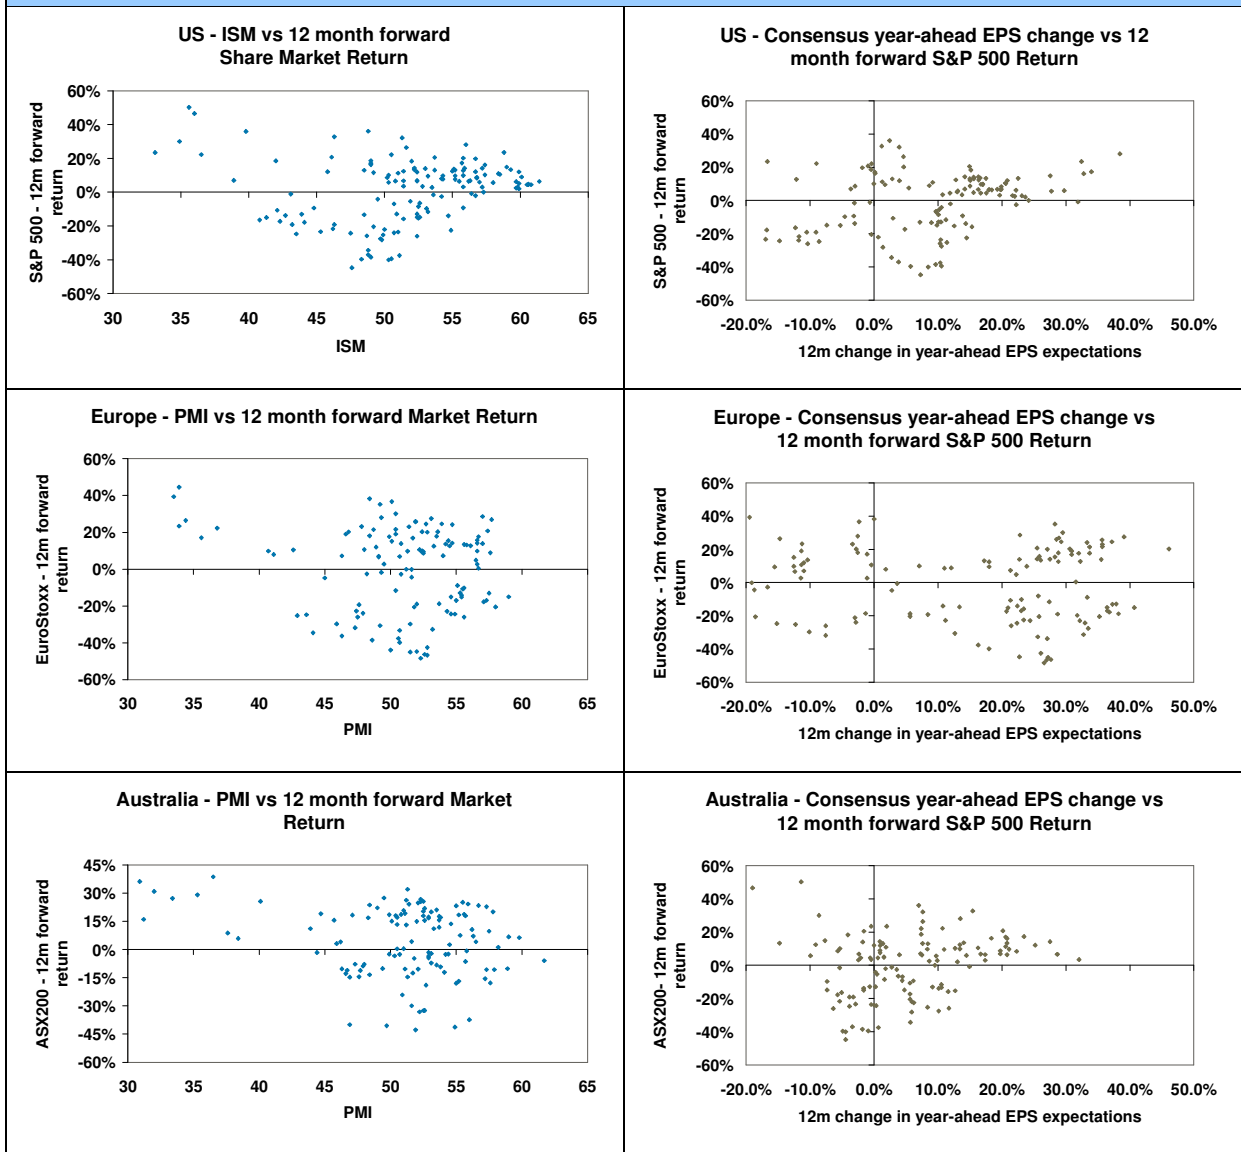 US - ISM vs 12 month forward
Share Market Return
S&P 500 - 12m forward
return
60%
40%
20%
0%
-20%
-40%
-60%
30 35 40 45 50 55 60 65
ISM
US - Consensus year-ahead EPS change vs 12
month forward S&P 500 Return
S&P 500 - 12m forward
return
60%
40%
20%
0%
-20%
-40%
-60%
-20.0% -10.0% 0.0% 10.0% 20.0% 30.0% 40.0% 50.0%
12m change in year-ahead EPS expectations
Europe - PMI vs 12 month forward Market Return
EuroStoxx - 12m forward
return
60%
40%
20%
0%
-20%
-40%
-60%
30 35 40 45 50 55 60 65
PMI
Europe - Consensus year-ahead EPS change vs
12 month forward S&P 500 Return
EuroStoxx - 12m forward
return
60%
40%
20%
0%
-20%
-40%
-60%
-20.0% -10.0% 0.0% 10.0% 20.0% 30.0% 40.0% 50.0%
12m change in year-ahead EPS expectations
Australia - PMI vs 12 month forward Market
Return
ASX200 - 12m forward
return
45%
30%
15%
0%
-15%
-30%
-45%
-60%
30 35 40 45 50 55 60 65
PMI
Australia - Consensus year-ahead EPS change vs
12 month forward S&P 500 Return
ASX200- 12m forward
return
60%
40%
20%
0%
-20%
-40%
-60%
-20.0% -10.0% 0.0% 10.0% 20.0% 30.0% 40.0% 50.0%
12m change in year-ahead EPS expectations